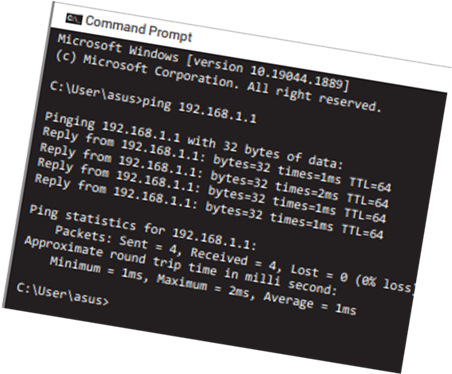 Command Prompt
Microsoft Windows [version 10.19044.1889]
(c) Microsoft Corporation. All right reserved.
C:\User\asus>ping 192.168.1.1
Pinging 192.168.1.1 with 32 bytes of data:
Reply from 192.168.1.1: bytes=32 times=1ms TTL=64
Reply from 192.168.1.1: bytes=32 times=2ms TTL=64
Reply from 192.168.1.1: bytes=32 times=1ms TTL=64
Reply from 192.168.1.1: bytes=32 times=1ms TTL=64
Ping statistics for 192.168.1.1:
Packets: Sent = 4, Received = 4, Lost = 0 (0% loss)
Approximate round trip time in milli second:
Minimum = 1ms, Maximum = 2ms, Average = 1ms
C:\User\asus>